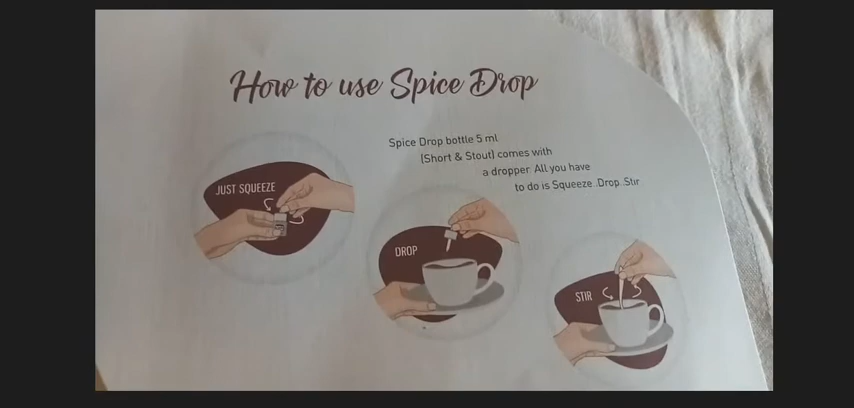 How to use Spice Drop
Spice Drop bottle 5 ml
(Short & Stout) comes with
a dropper. All you have
to do is Squeeze..Drop..Stir
JUST SQUEEZE
DROP
STIR